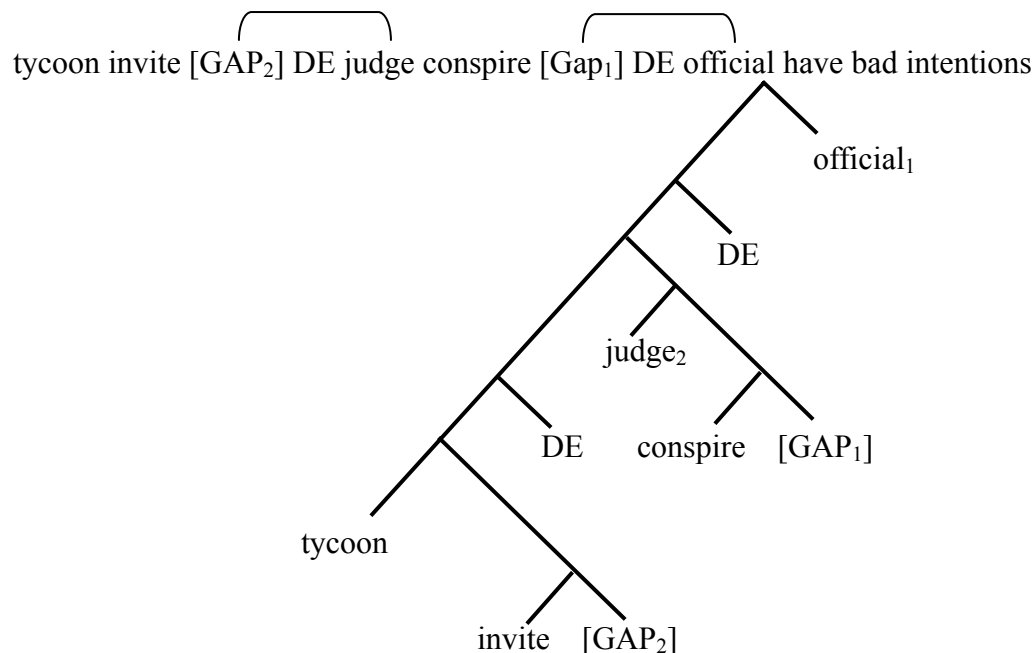 tycoon invite [GAP₂] DE judge conspire [Gap₁] DE official have bad intentions
official₁
DE
judge₂
DE conspire [GAP₁]
tycoon
invite [GAP₂]